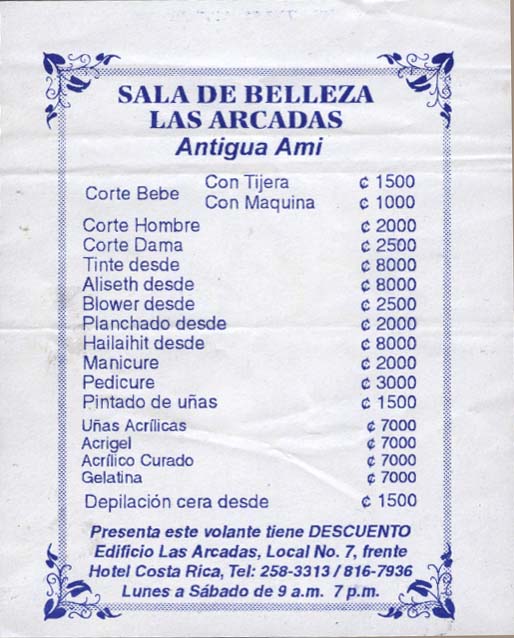 SALA DE BELLEZA
LAS ARCADAS
Antigua Ami
Corte Bebe Con Tijera ¢ 1500
Con Maquina ¢ 1000
Corte Hombre ¢ 2000
Corte Dama ¢ 2500
Tinte desde ¢ 8000
Aliseth desde ¢ 8000
Blower desde ¢ 2500
Planchado desde ¢ 2000
Hailaihit desde ¢ 8000
Manicure ¢ 2000
Pedicure ¢ 3000
Pintado de uñas ¢ 1500
Uñas Acrílicas ¢ 7000
Acrigel ¢ 7000
Acrílico Curado ¢ 7000
Gelatina ¢ 7000
Depilación cera desde ¢ 1500
Presenta este volante tiene DESCUENTO
Edificio Las Arcadas, Local No. 7, frente
Hotel Costa Rica, Tel: 258-3313 / 816-7936
Lunes a Sábado de 9 a.m. 7 p.m.